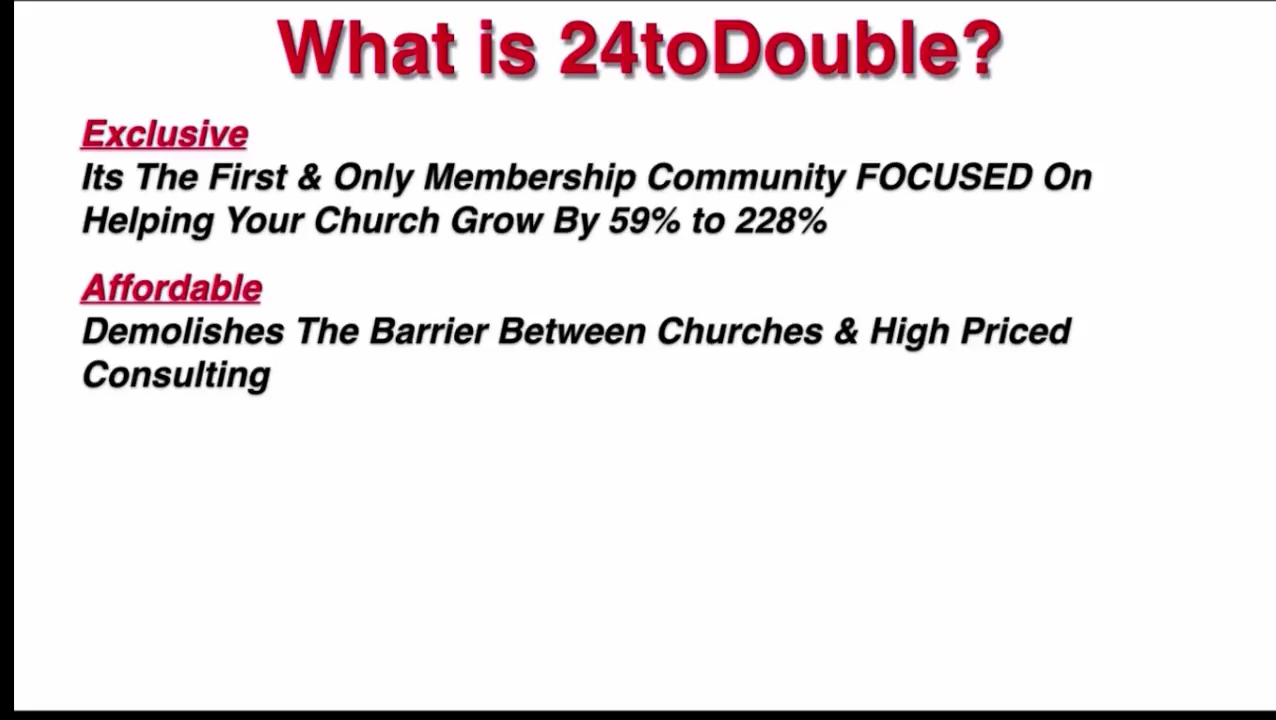 What is 24toDouble?
Exclusive
Its The First & Only Membership Community FOCUSED On
Helping Your Church Grow By 59% to 228%
Affordable
Demolishes The Barrier Between Churches & High Priced
Consulting